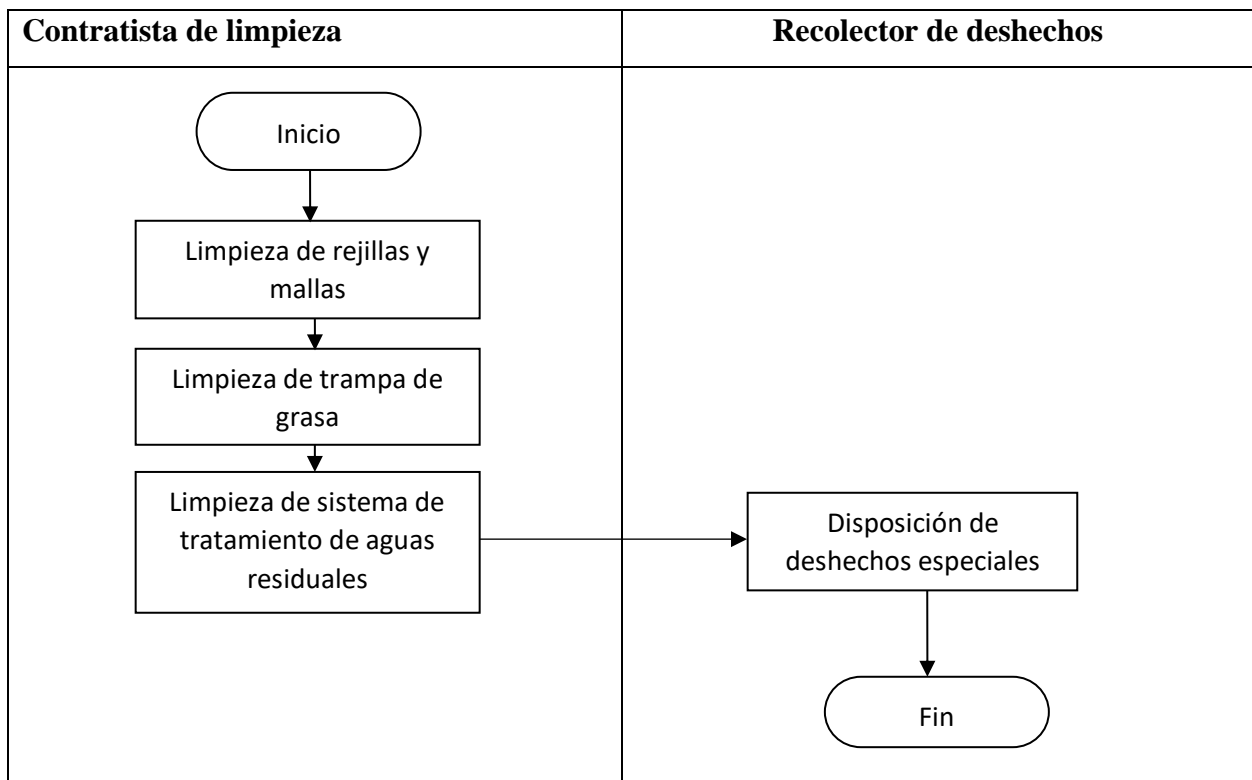 Contratista de limpieza
Recolector de deshechos
Inicio
Limpieza de rejillas y
mallas
Limpieza de trampa de
grasa
Limpieza de sistema de
tratamiento de aguas
residuales
Disposición de
deshechos especiales
Fin